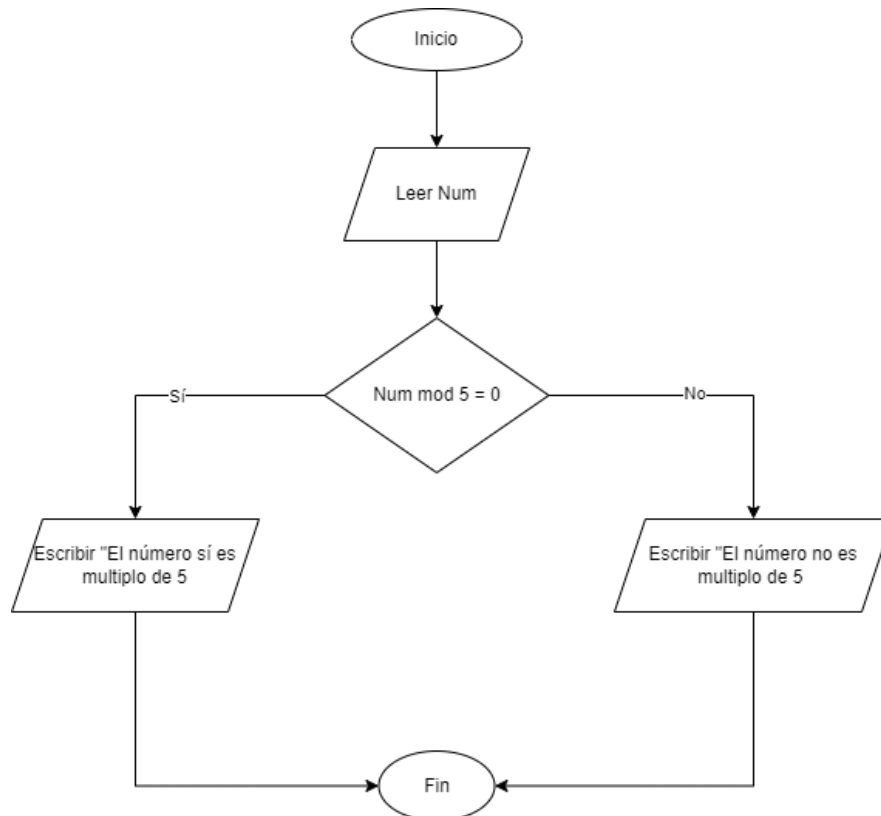 Inicio
Leer Num
Num mod 5 = 0
Sí
No
Escribir "El número sí es
multiplo de 5
Escribir "El número no es
multiplo de 5
Fin